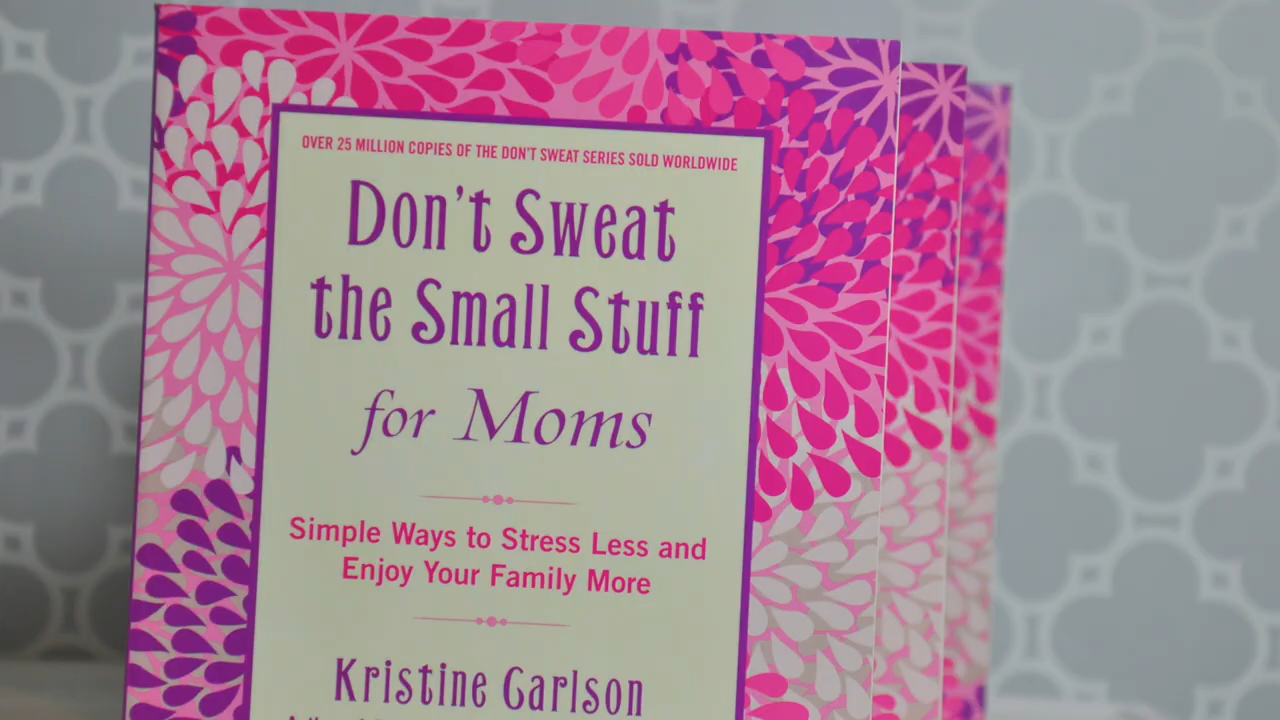 OVER 25 MILLION COPIES OF THE DON'T SWEAT SERIES SOLD WORLDWIDE
Don't Sweat
the Small Stuff
for Moms
Simple Ways to Stress Less and
Enjoy Your Family More
Kristine Carlson